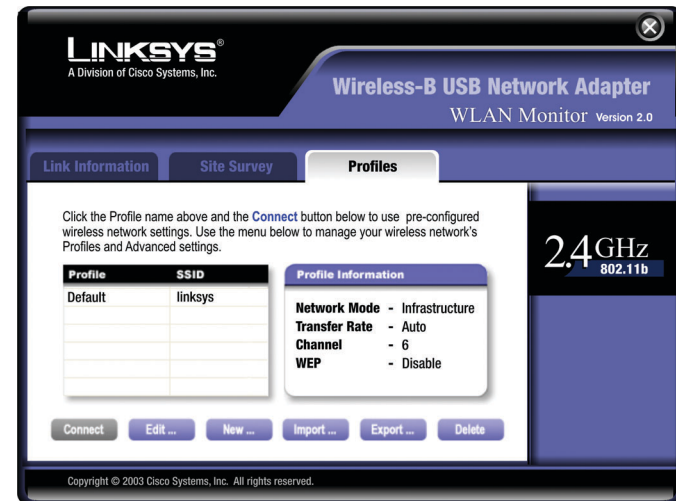 LINKSYS®
A Division of Cisco Systems, Inc.
Wireless-B USB Network Adapter
WLAN Monitor Version 2.0
Link Information Site Survey Profiles
Click the Profile name above and the Connect button below to use pre-configured
wireless network settings. Use the menu below to manage your wireless network's
Profiles and Advanced settings.
Profile SSID
Default linksys
Profile Information
Network Mode - Infrastructure
Transfer Rate - Auto
Channel - 6
WEP - Disable
2.4GHz
802.11b
Connect Edit ... New ... Import ... Export ... Delete
Copyright © 2003 Cisco Systems, Inc. All rights reserved.